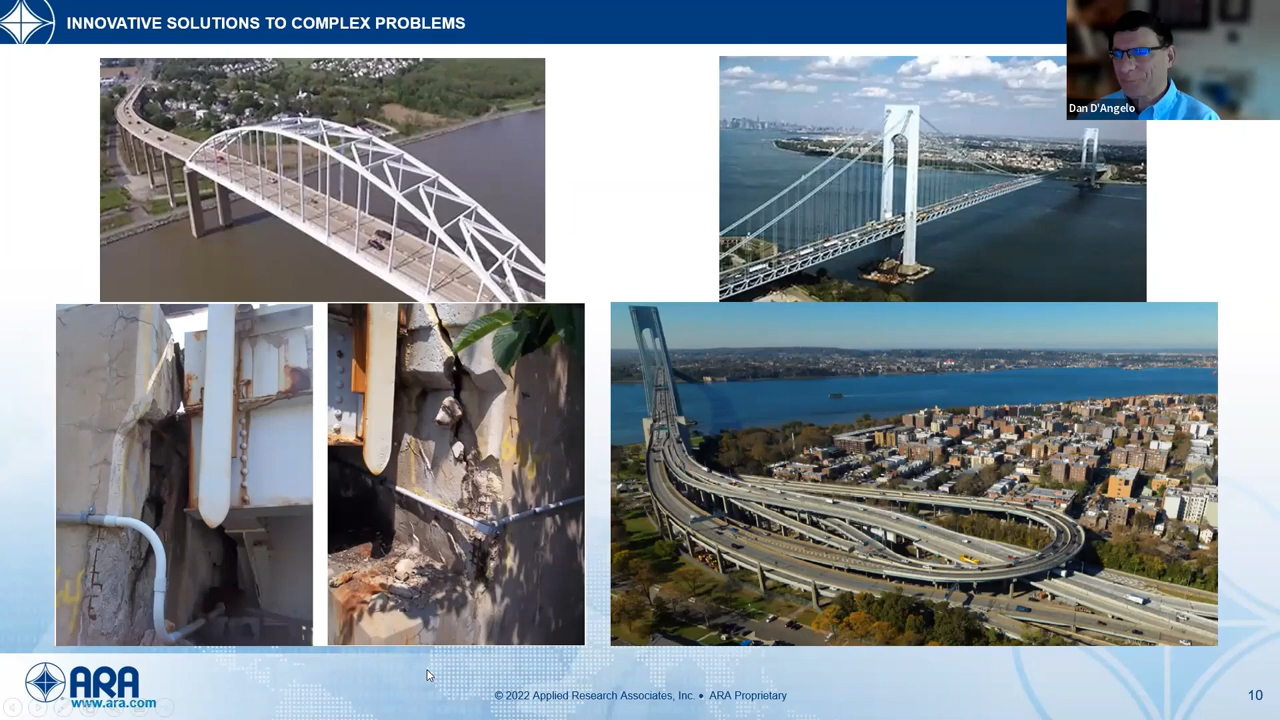 INNOVATIVE SOLUTIONS TO COMPLEX PROBLEMS
Dan D'Angelo
ARA
www.ara.com
© 2022 Applied Research Associates, Inc. ● ARA Proprietary
10